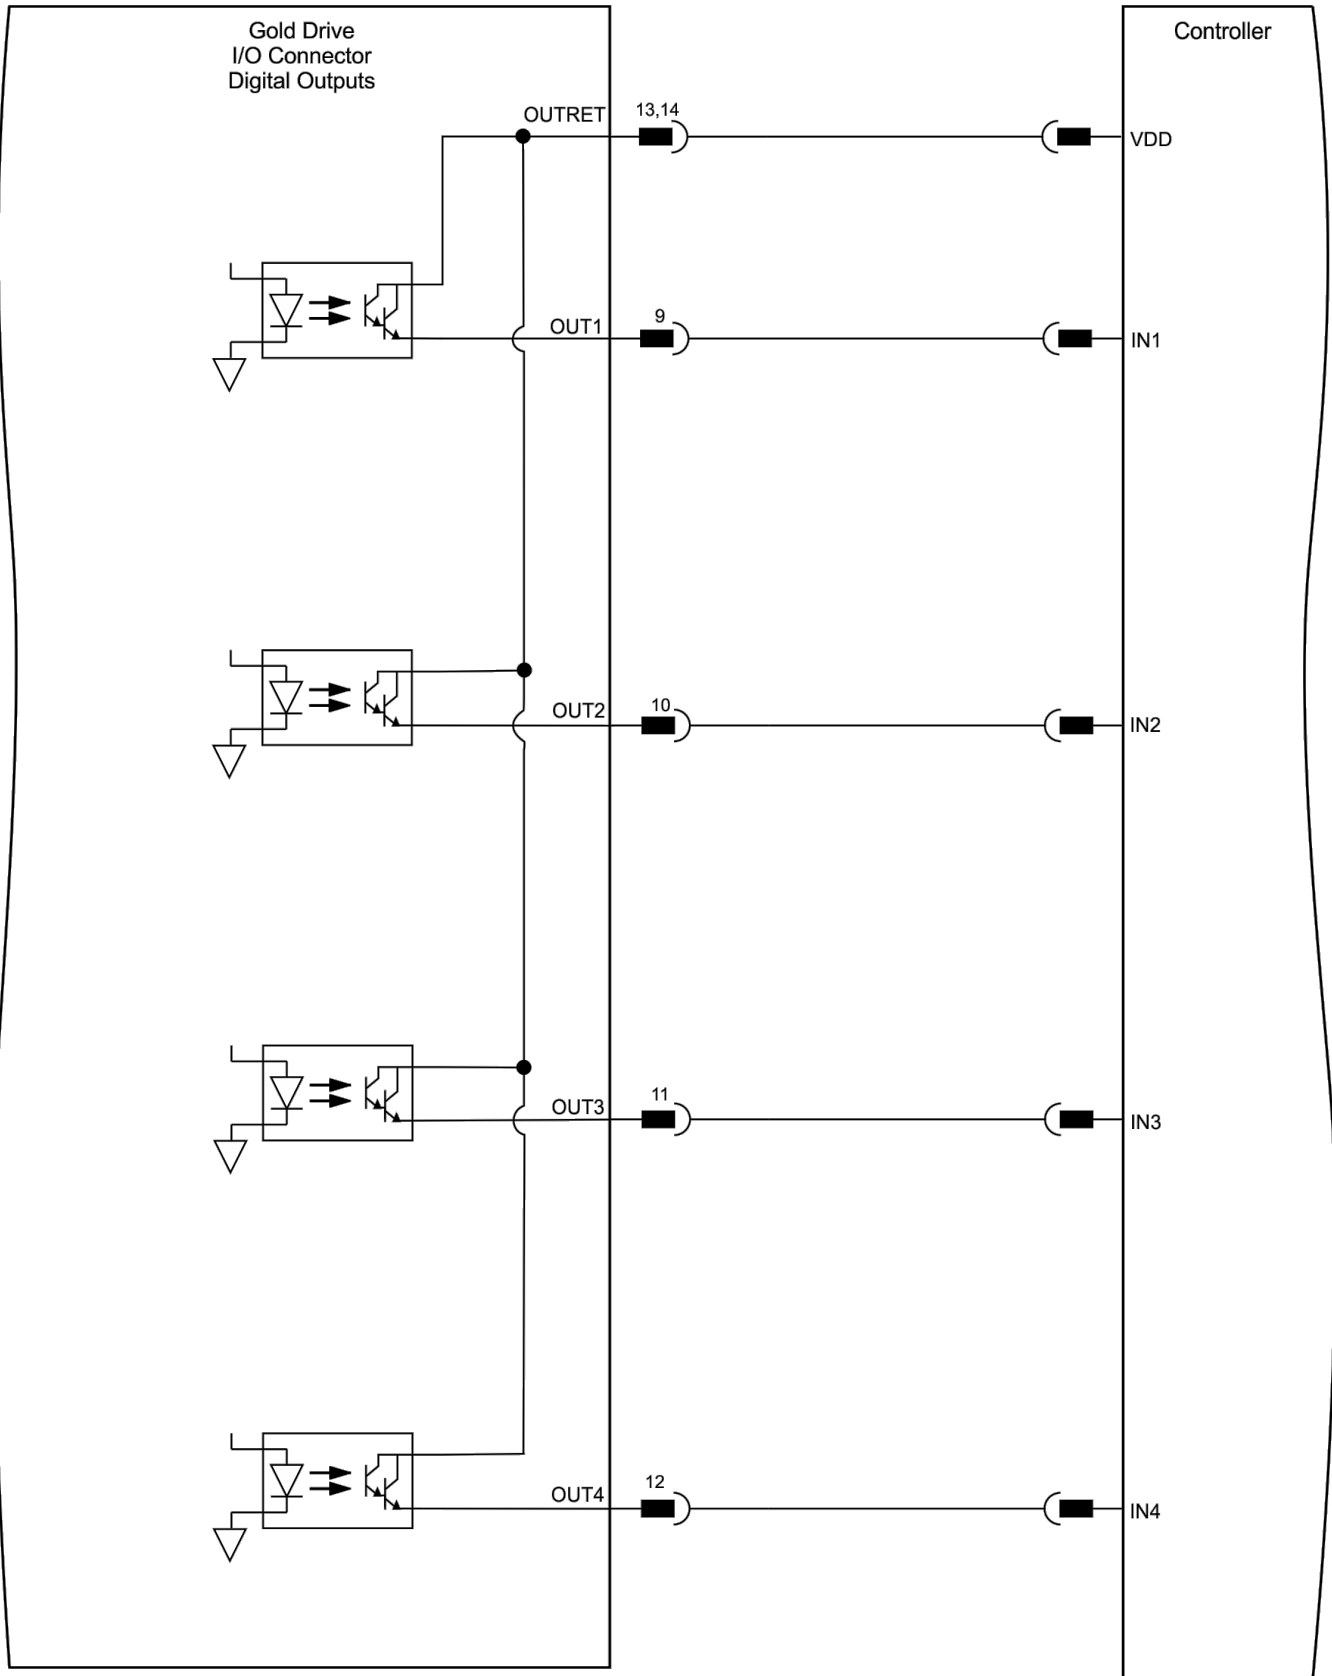 Gold Drive
I/O Connector
Digital Outputs
Controller
OUTRET
13,14
VDD
OUT1
9
IN1
OUT2
10
IN2
OUT3
11
IN3
OUT4
12
IN4